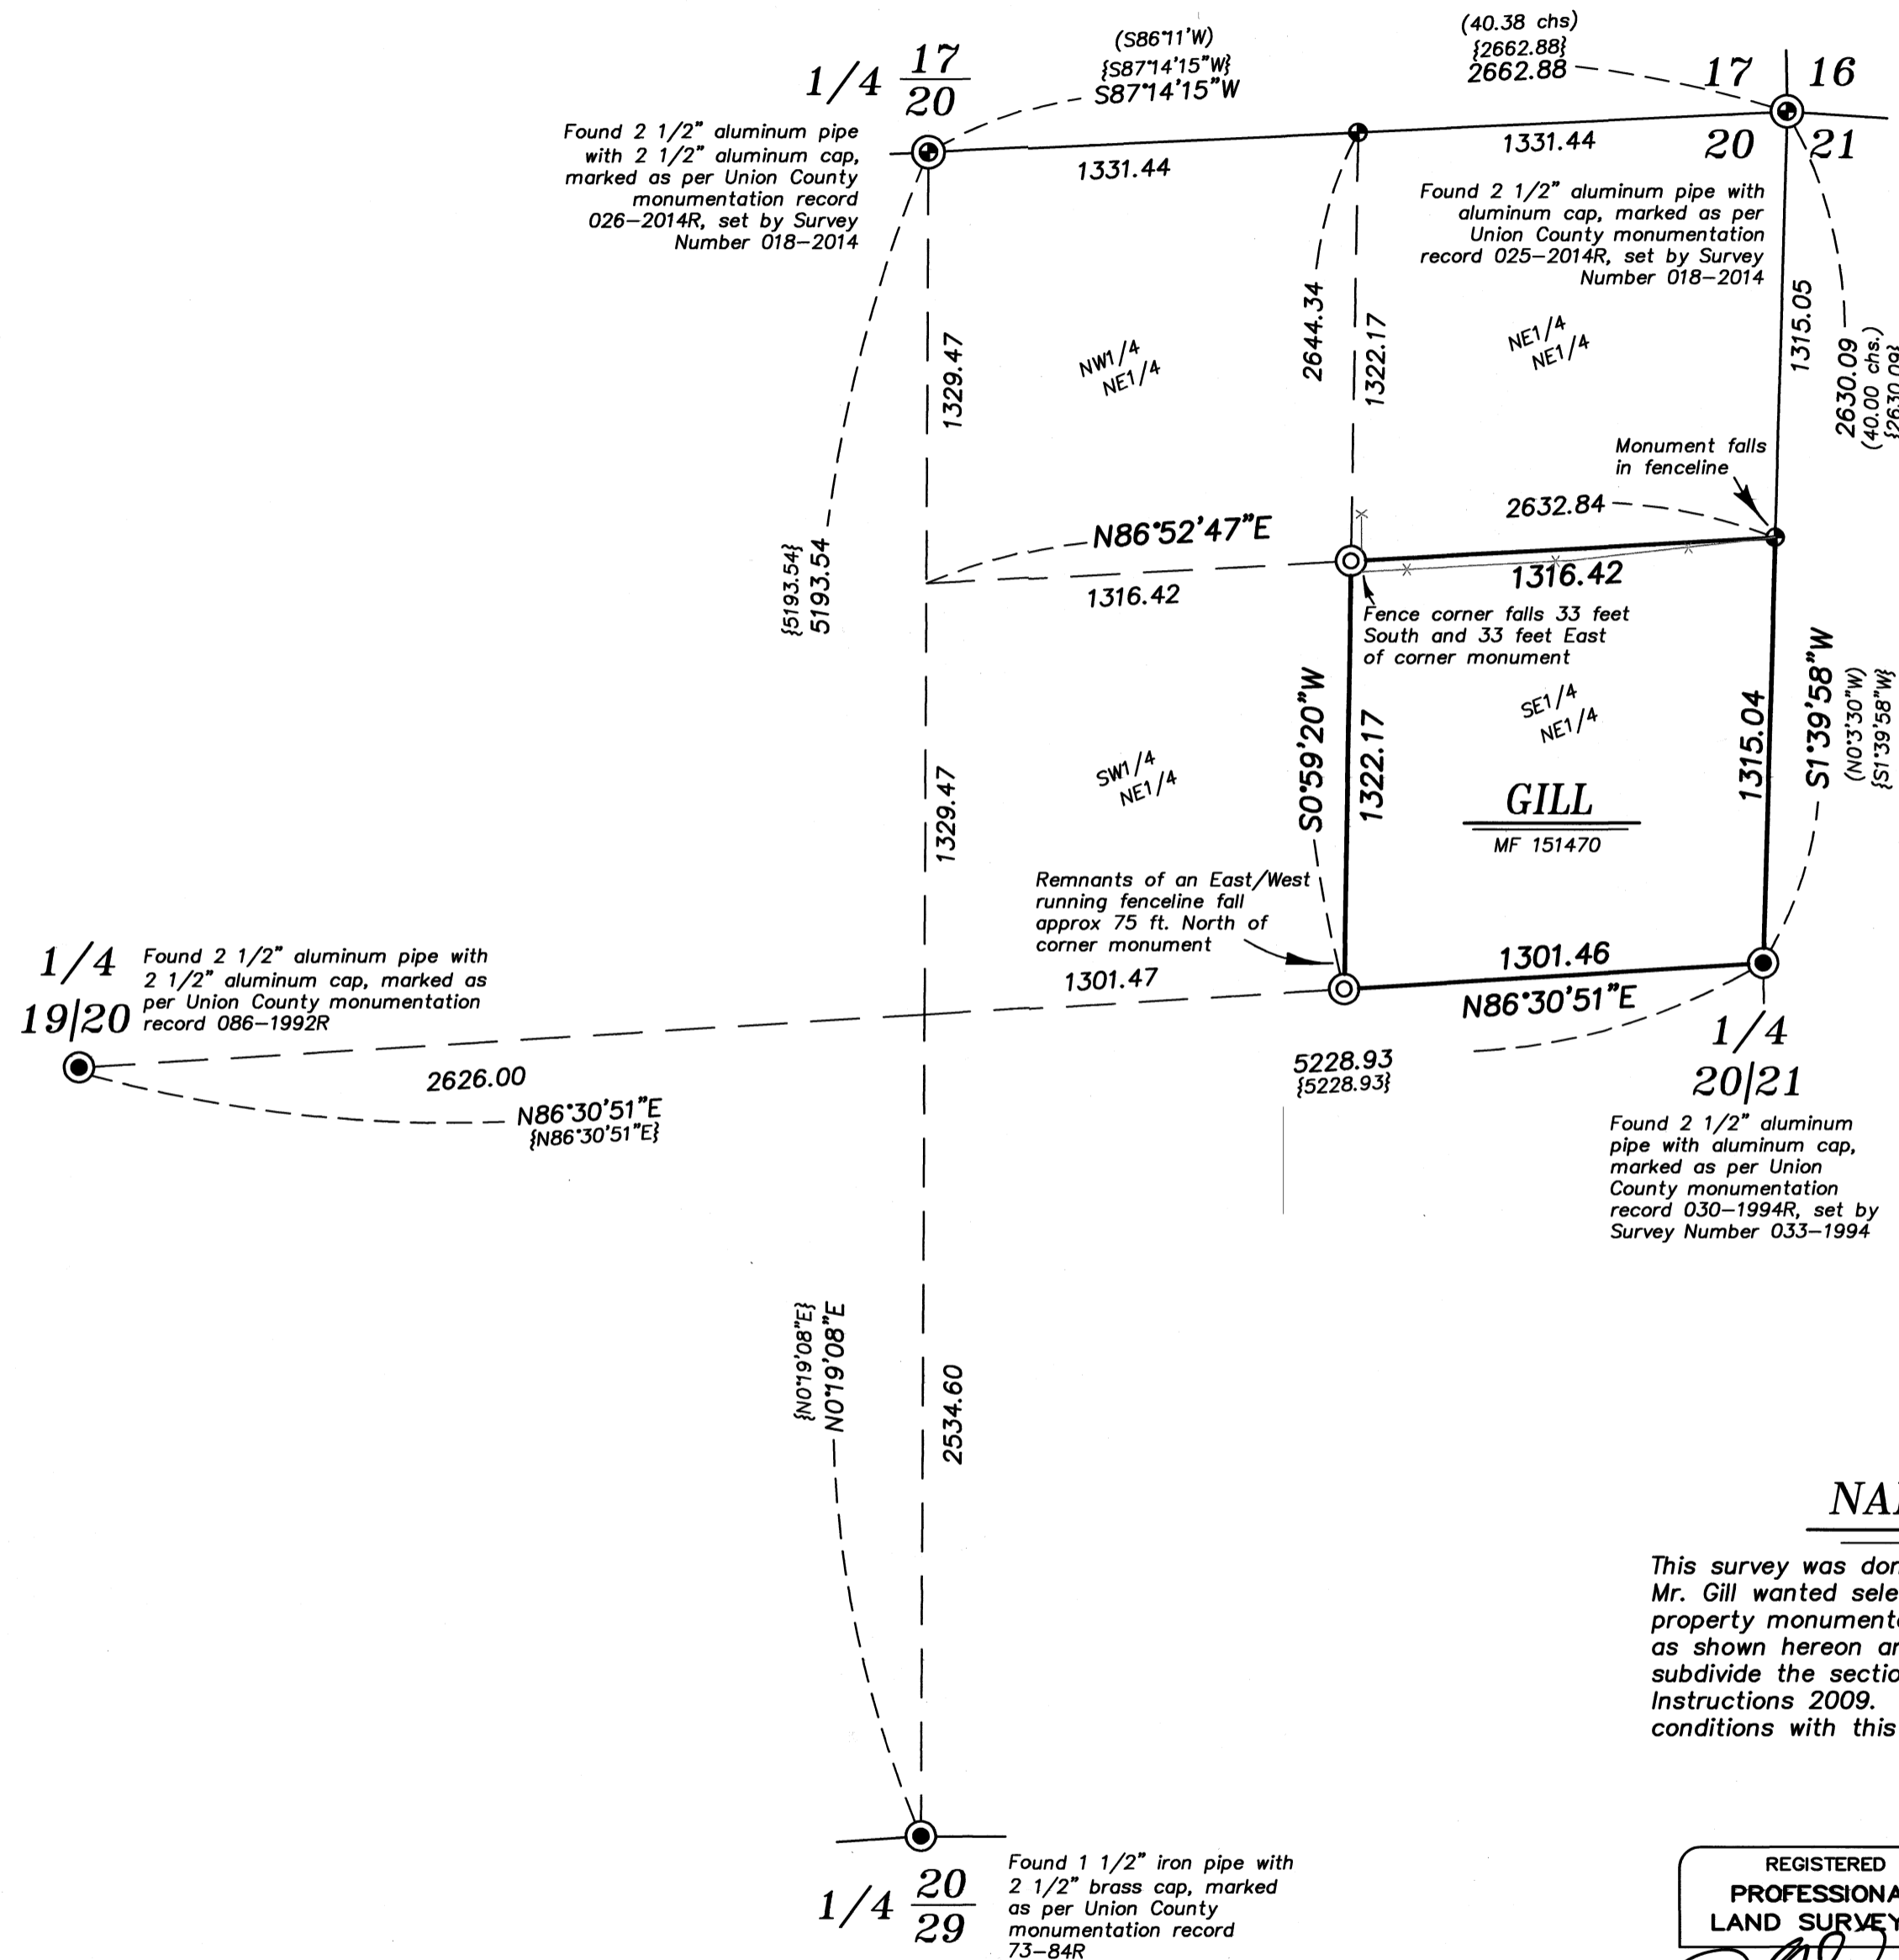 (S86°11'W)
{S87°14'15"W}
S87°14'15"W
(40.38 chs)
{2662.88}
2662.88
1/4 17
20
17 16
20 21
Found 2 1/2" aluminum pipe
with 2 1/2" aluminum cap,
marked as per Union County
monumentation record
026-2014R, set by Survey
Number 018-2014
1331.44
1331.44
Found 2 1/2" aluminum pipe with
aluminum cap, marked as per
Union County monumentation
record 025-2014R, set by Survey
Number 018-2014
1329.47
2644.34
1322.17
1315.05
2630.09
(40.00 chs.)
{2630.09}
NW1/4
NE1/4
NE1/4
NE1/4
Monument falls
in fenceline
2632.84
N86°52'47"E
1316.42
1316.42
{5193.54}
5193.54
Fence corner falls 33 feet
South and 33 feet East
of corner monument
S0°59'20"W
1322.17
SE1/4
NE1/4
1315.04
S1°39'58"W
(N0°3'30"W)
{S1°39'58"W}
SW1/4
NE1/4
1329.47
GILL
MF 151470
Remnants of an East/West
running fenceline fall
approx 75 ft. North of
corner monument
1301.47
1301.46
N86°30'51"E
1/4
19|20
Found 2 1/2" aluminum pipe with
2 1/2" aluminum cap, marked as
per Union County monumentation
record 086-1992R
2626.00
N86°30'51"E
{N86°30'51"E}
5228.93
{5228.93}
1/4
20|21
Found 2 1/2" aluminum
pipe with aluminum cap,
marked as per Union
County monumentation
record 030-1994R, set by
Survey Number 033-1994
{N0°19'08"E}
N0°19'08"E
2534.60
This survey was
Mr. Gill wanted
property
as shown hereon
subdivide the
Instructions 2009.
conditions with this
1/4 20
29
Found 1 1/2" iron pipe with
2 1/2" brass cap, marked
as per Union County
monumentation record
73-84R
REGISTERED
PROFESSIONA
LAND SURVEY